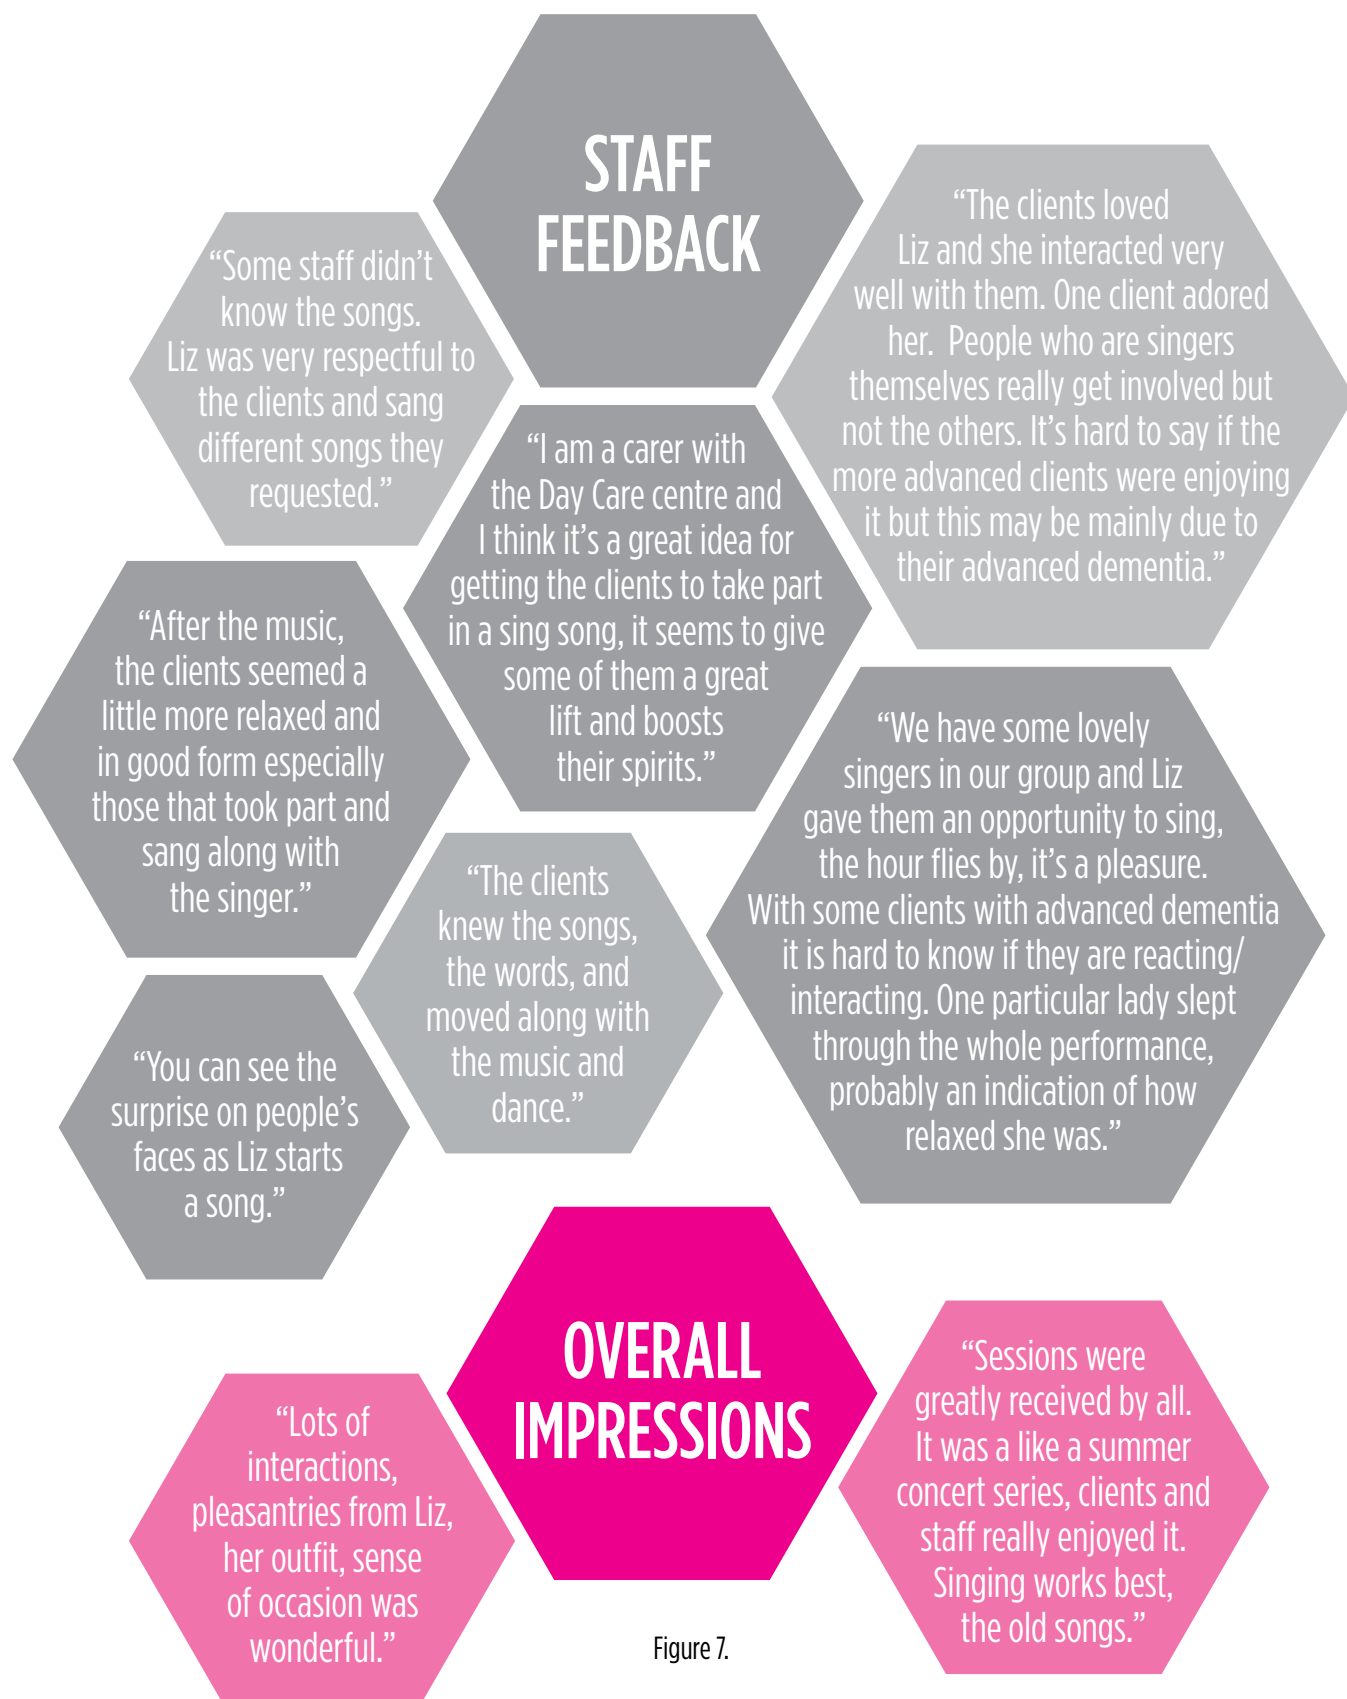 STAFF
FEEDBACK
“Some staff didn’t
know the songs.
Liz was very respectful to
the clients and sang
different songs they
requested.”
“The clients loved
Liz and she interacted very
well with them. One client adored
her.  People who are singers
themselves really get involved but
not the others. It’s hard to say if the
more advanced clients were enjoying
it but this may be mainly due to
their advanced dementia.”
“I am a carer with
the Day Care centre and
I think it’s a great idea for
getting the clients to take part
in a sing song, it seems to give
some of them a great
lift and boosts
their spirits.”
“After the music,
the clients seemed a
little more relaxed and
in good form especially
those that took part and
sang along with
the singer.”
“We have some lovely
singers in our group and Liz
gave them an opportunity to sing,
the hour flies by, it’s a pleasure.
With some clients with advanced dementia
it is hard to know if they are reacting/
interacting. One particular lady slept
through the whole performance,
probably an indication of how
relaxed she was.”
“The clients
knew the songs,
the words, and
moved along with
the music and
dance.”
“You can see the
surprise on people’s
faces as Liz starts
a song.”
OVERALL
IMPRESSIONS
“Lots of
interactions,
pleasantries from Liz,
her outfit, sense
of occasion was
wonderful.”
“Sessions were
greatly received by all.
It was a like a summer
concert series, clients and
staff really enjoyed it.
Singing works best,
the old songs.”
Figure 7.